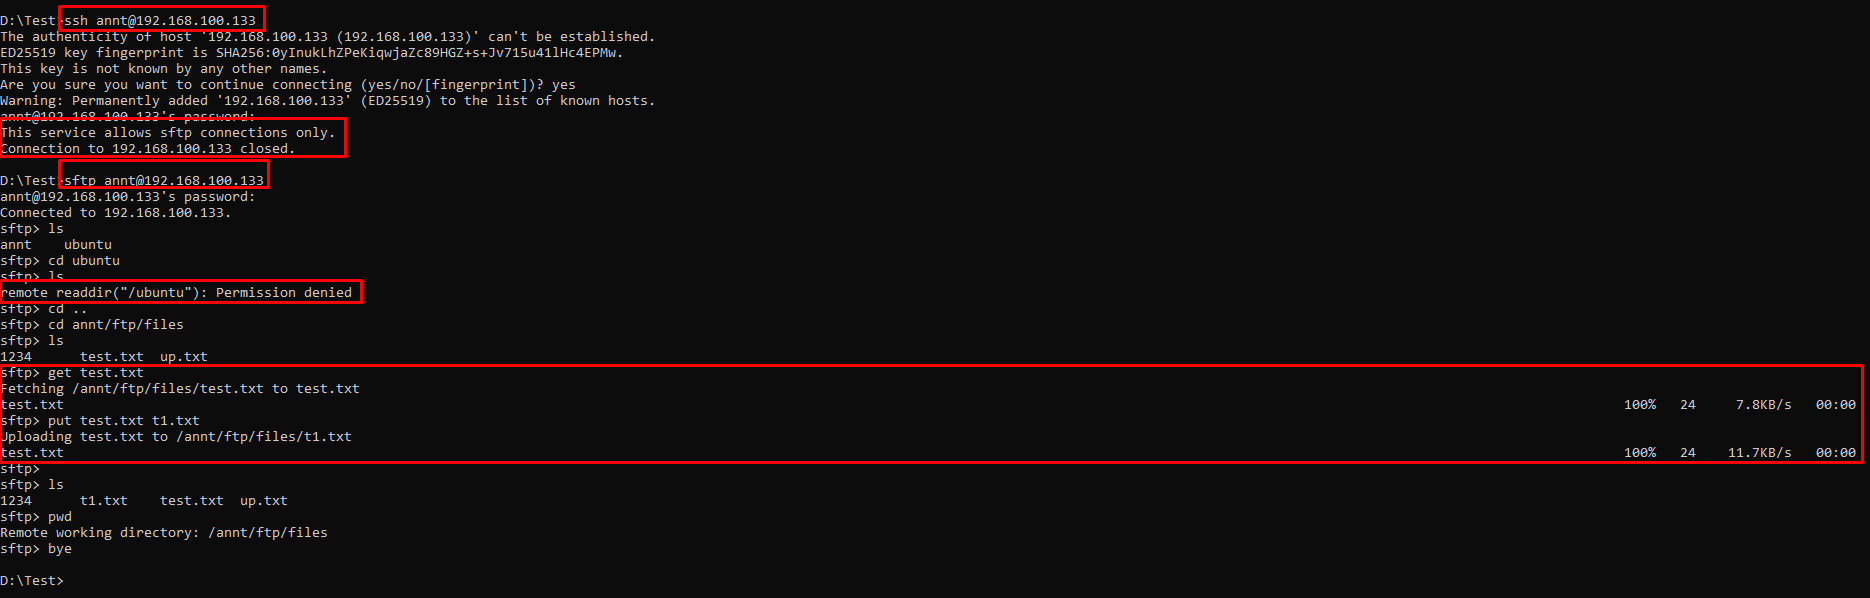 D:\Test>ssh annt@192.168.100.133
The authenticity of host '192.168.100.133 (192.168.100.133)' can't be established.
ED25519 key fingerprint is SHA256:0yInukLhZPeKiqwjaZc89HGZ+s+Jv715u41lHc4EPMw.
This key is not known by any other names.
Are you sure you want to continue connecting (yes/no/[fingerprint])? yes
Warning: Permanently added '192.168.100.133' (ED25519) to the list of known hosts.
annt@192.168.100.133's password:
This service allows sftp connections only.
Connection to 192.168.100.133 closed.
D:\Test>sftp annt@192.168.100.133
annt@192.168.100.133's password:
Connected to 192.168.100.133.
sftp> ls
annt    ubuntu
sftp> cd ubuntu
sftp> ls
remote readdir("/ubuntu"): Permission denied
sftp> cd ..
sftp> cd annt/ftp/files
sftp> ls
1234      test.txt  up.txt
sftp> get test.txt
Fetching /annt/ftp/files/test.txt to test.txt
test.txt 100% 24 7.8KB/s 00:00
sftp> put test.txt t1.txt
Uploading test.txt to /annt/ftp/files/t1.txt
test.txt 100% 24 11.7KB/s 00:00
sftp>
sftp> ls
1234      t1.txt    test.txt  up.txt
sftp> pwd
Remote working directory: /annt/ftp/files
sftp> bye
D:\Test>